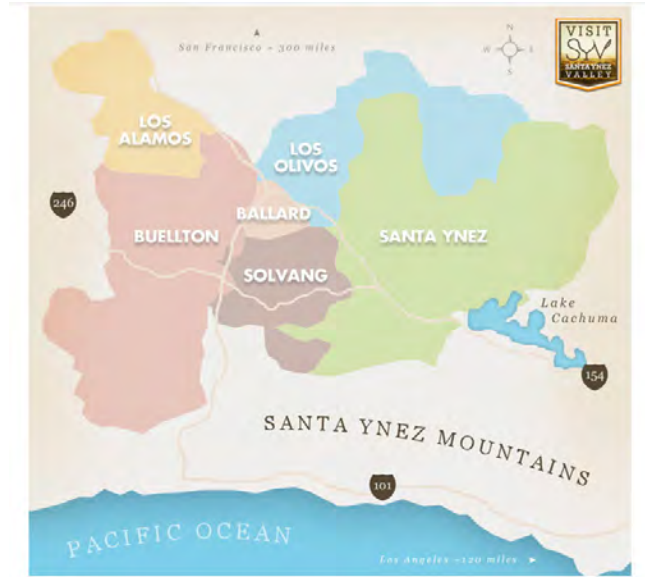 San Francisco ~ 300 miles
N
W
E
S
VISIT
SYV
SANTA YNEZ
VALLEY
LOS
ALAMOS
LOS
OLIVOS
246
BALLARD
BUELLTON
SANTA YNEZ
SOLVANG
Lake
Cachuma
154
SANTA YNEZ MOUNTAINS
101
PACIFIC OCEAN
Los Angeles ~120 miles